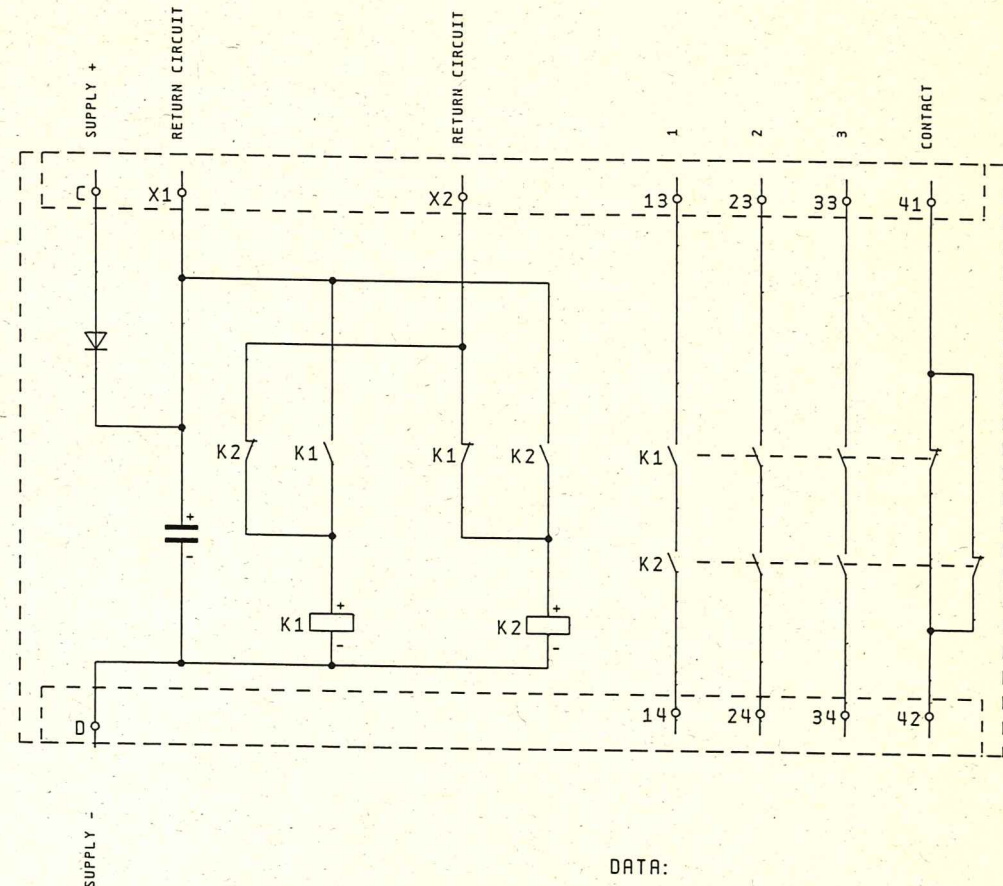 SUPPLY +
RETURN CIRCUIT
RETURN CIRCUIT
1
2
3
CONTACT
C
X1
X2
13
23
33
41
K2
K1
K1
K2
K1
+
-
K2
K1
+
-
K2
+
-
D
14
24
34
42
SUPPLY -
DATA: